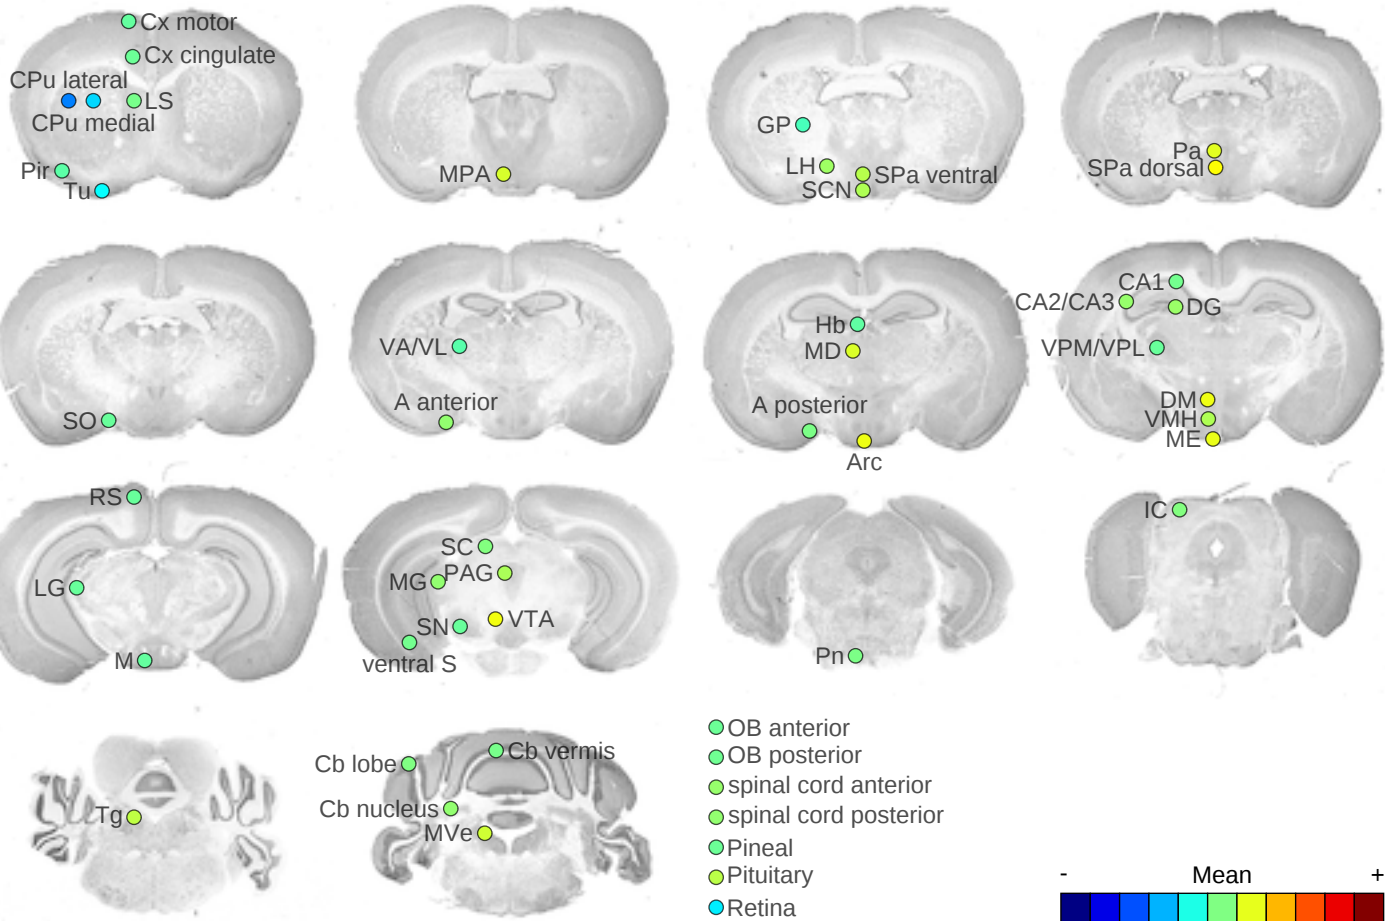 Cx motor
Cx cingulate
CPu lateral
LS
CPu medial
Pir
Tu
MPA
GP
LH
SPa ventral
SCN
Pa
SPa dorsal
SO
VA/VL
A anterior
Hb
MD
A posterior
Arc
CA1
CA2/CA3
DG
VPM/VPL
DM
VMH
ME
RS
LG
M
SC
PAG
MG
SN
VTA
ventral S
Pn
IC
Tg
Cb vermis
Cb lobe
Cb nucleus
MVe
OB anterior
OB posterior
spinal cord anterior
spinal cord posterior
Pineal
Pituitary
Retina
- Mean +